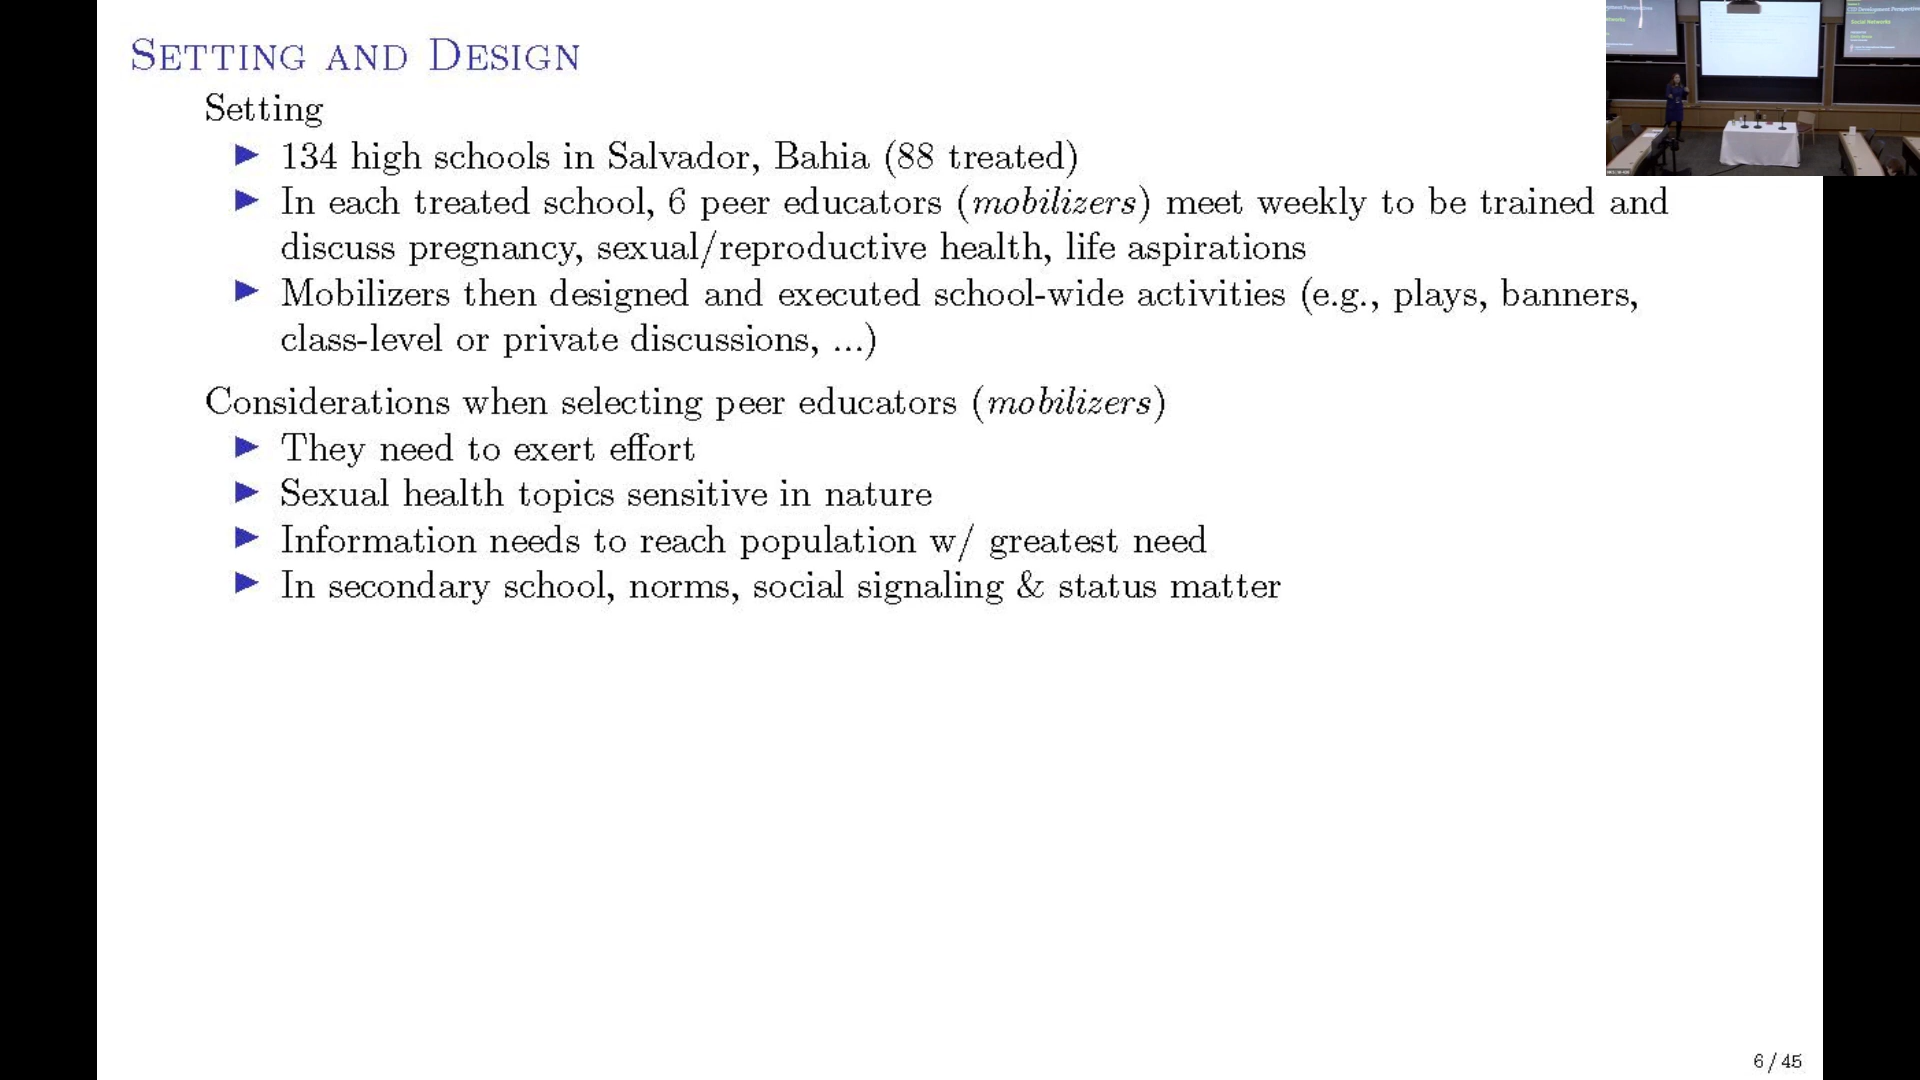 SETTING AND DESIGN
Setting
▶ 134 high schools in Salvador, Bahia (88 treated)
▶ In each treated school, 6 peer educators (mobilizers) meet weekly to be trained and
discuss pregnancy, sexual/reproductive health, life aspirations
▶ Mobilizers then designed and executed school-wide activities (e.g., plays, banners,
class-level or private discussions, ...)
Considerations when selecting peer educators (mobilizers)
▶ They need to exert effort
▶ Sexual health topics sensitive in nature
▶ Information needs to reach population w/ greatest need
▶ In secondary school, norms, social signaling & status matter
6 / 45
Development Perspectives
Social Networks